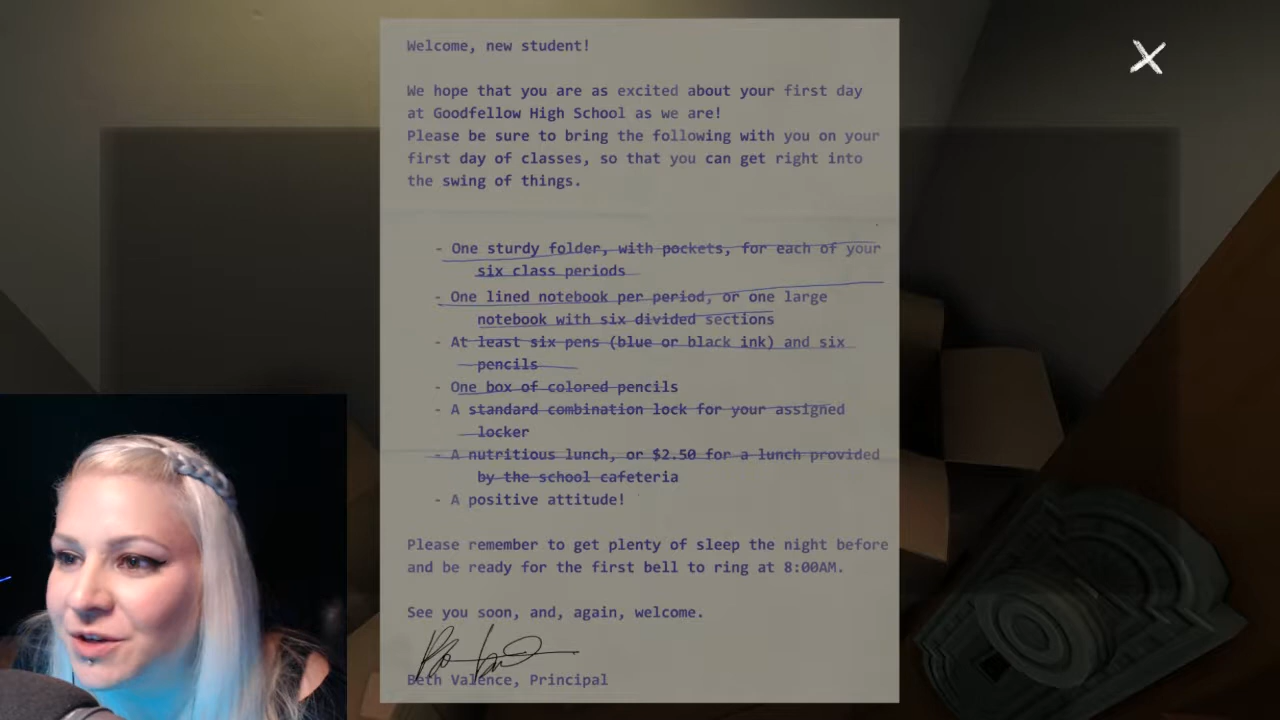 Welcome, new student!
We hope that you are as excited about your first day
at Goodfellow High School as we are!
Please be sure to bring the following with you on your
first day of classes, so that you can get right into
the swing of things.
- One sturdy folder, with pockets, for each of your
six class periods
- One lined notebook per period, or one large
notebook with six divided sections
- At least six pens (blue or black ink) and six
pencils
- One box of colored pencils
- A standard combination lock for your assigned
locker
- A nutritious lunch, or $2.50 for a lunch provided
by the school cafeteria
- A positive attitude!
Please remember to get plenty of sleep the night before
and be ready for the first bell to ring at 8:00AM.
See you soon, and, again, welcome.
Beth Valence, Principal